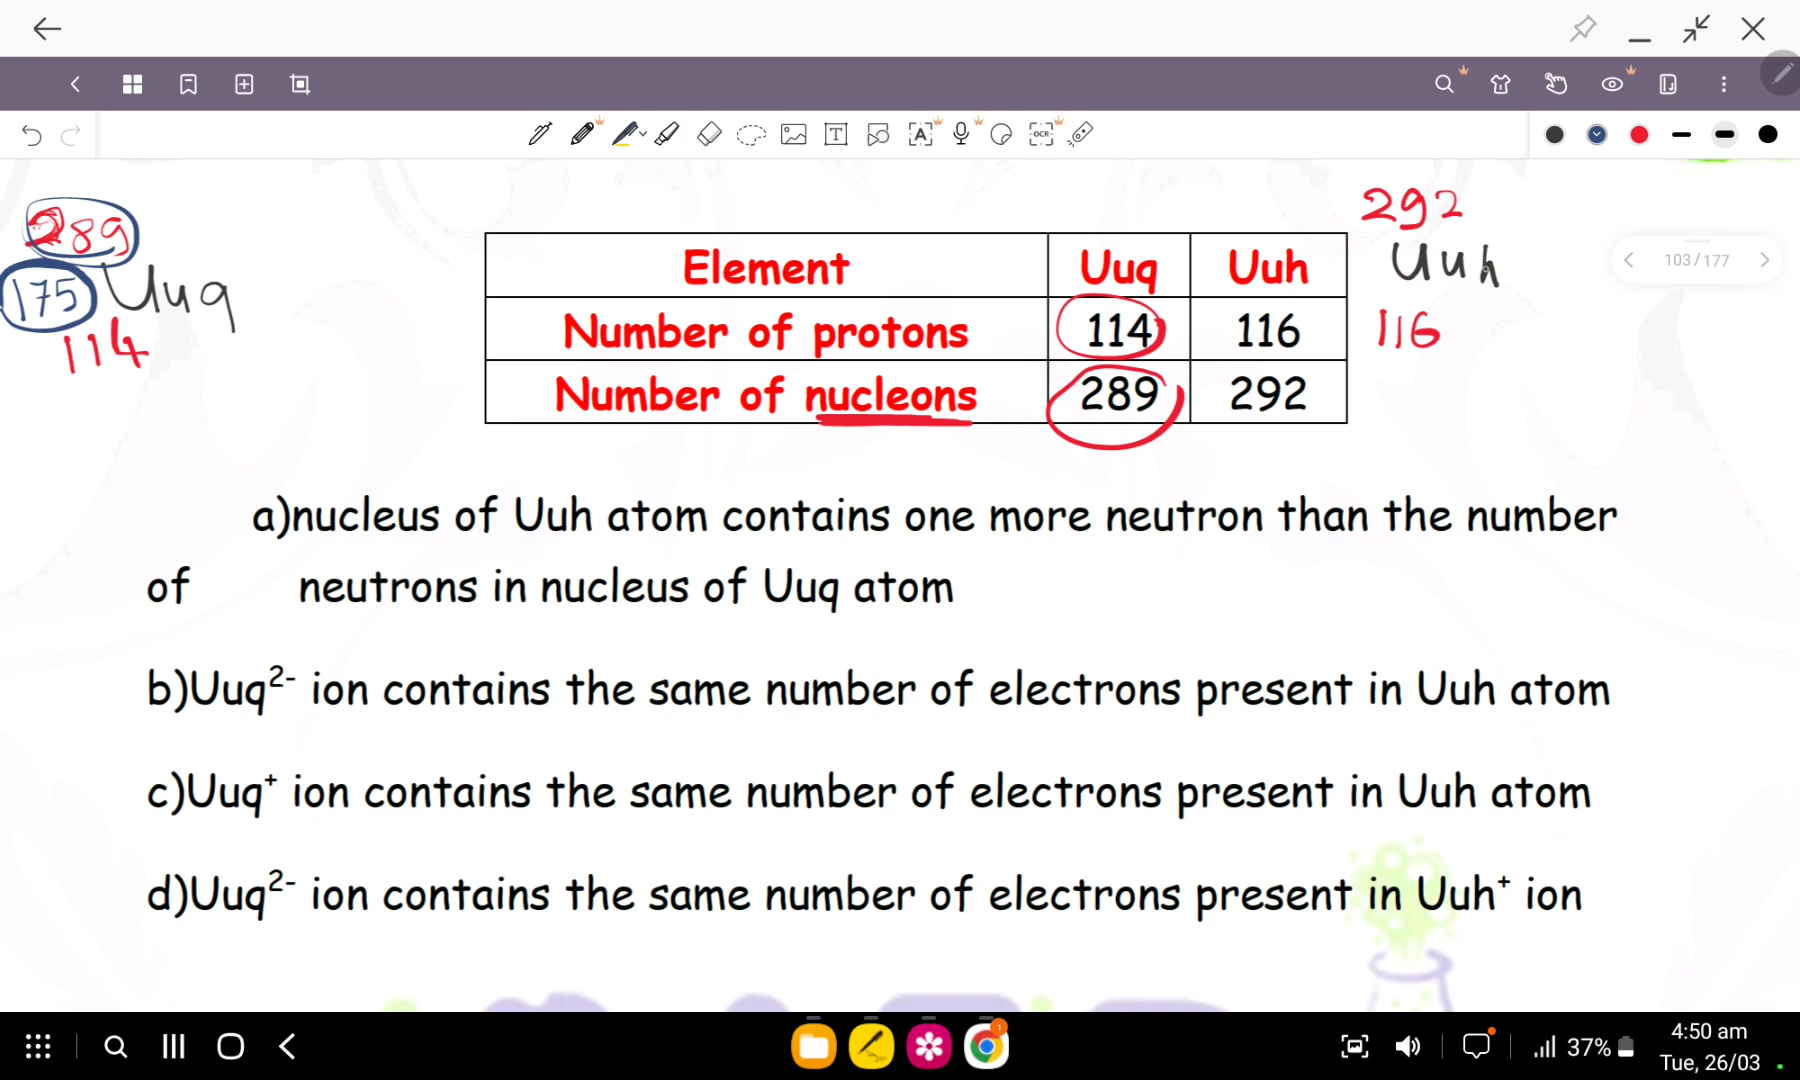 103/177
OCR
289
175 Uuq
114
292
Uuh
116
Element Uuq Uuh
Number of protons 114 116
Number of nucleons 289 292
a)nucleus of Uuh atom contains one more neutron than the number
of neutrons in nucleus of Uuq atom
b)Uuq²⁻ ion contains the same number of electrons present in Uuh atom
c)Uuq⁺ ion contains the same number of electrons present in Uuh atom
d)Uuq²⁻ ion contains the same number of electrons present in Uuh⁺ ion
1
37%
4:50 am
Tue, 26/03